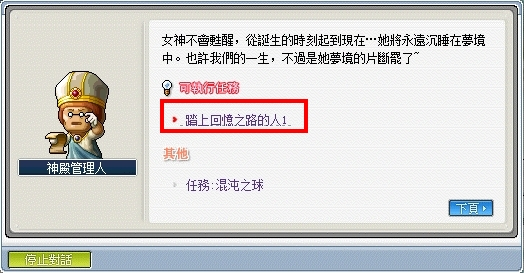 女神不會甦醒，從誕生的時刻起到現在…她將永遠沉睡在夢境
中。也許我們的一生，不過是她夢境的片斷罷了~
可執行任務
踏上回憶之路的人1
其他
任務:混沌之球
神殿管理人
下頁
停止對話